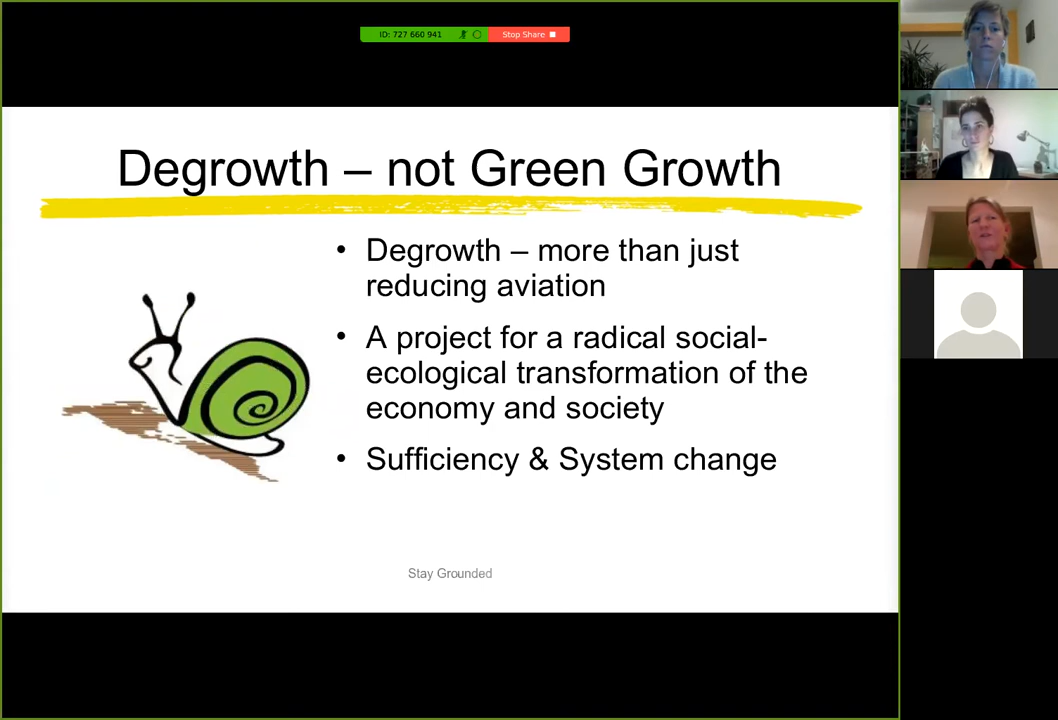 ID: 727 660 941
Stop Share
Degrowth – not Green Growth
• Degrowth – more than just
reducing aviation
• A project for a radical social-
ecological transformation of the
economy and society
• Sufficiency & System change
Stay Grounded